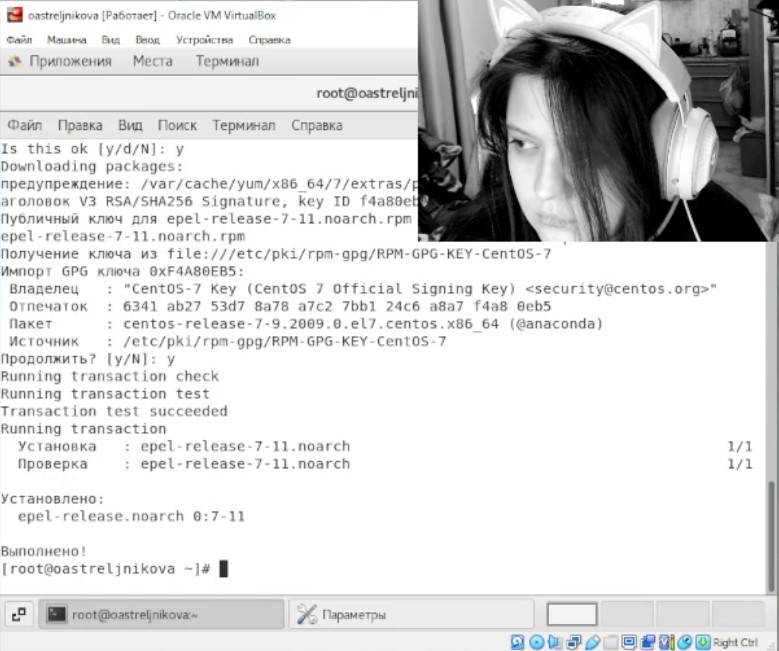 oastreljnikova [Работает] - Oracle VM VirtualBox
Файл Машина Вид Ввод Устройства Справка
Приложения Места Терминал
root@oastreljni
Файл Правка Вид Поиск Терминал Справка
Is this ok [y/d/N]: y
Downloading packages:
предупреждение: /var/cache/yum/x86_64/7/extras/p
аголовок V3 RSA/SHA256 Signature, key ID f4a80eb
Публичный ключ для epel-release-7-11.noarch.rpm
epel-release-7-11.noarch.rpm
Получение ключа из file:///etc/pki/rpm-gpg/RPM-GPG-KEY-CentOS-7
Импорт GPG ключа 0xF4A80EB5:
Владелец : "CentOS-7 Key (CentOS 7 Official Signing Key) <security@centos.org>"
Отпечаток : 6341 ab27 53d7 8a78 a7c2 7bb1 24c6 a8a7 f4a8 0eb5
Пакет : centos-release-7-9.2009.0.el7.centos.x86_64 (@anaconda)
Источник : /etc/pki/rpm-gpg/RPM-GPG-KEY-CentOS-7
Продолжить? [y/N]: y
Running transaction check
Running transaction test
Transaction test succeeded
Running transaction
Установка : epel-release-7-11.noarch 1/1
Проверка : epel-release-7-11.noarch 1/1
Установлено:
epel-release.noarch 0:7-11
Выполнено!
[root@oastreljnikova ~]#
root@oastreljnikova:~ Параметры
Right Ctrl